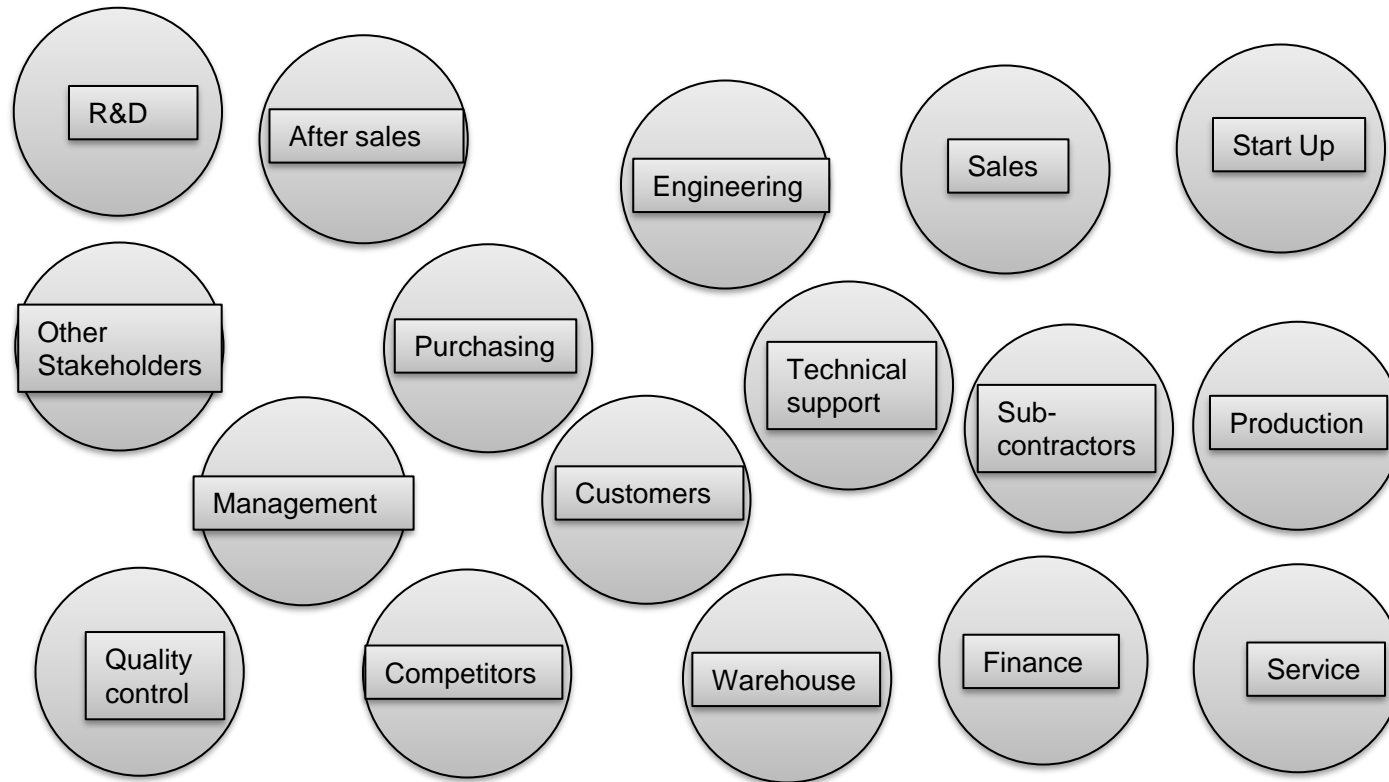 R&D
After sales
Engineering
Sales
Start Up
Other
Stakeholders
Purchasing
Technical
support
Sub-
contractors
Production
Management
Customers
Quality
control
Competitors
Warehouse
Finance
Service